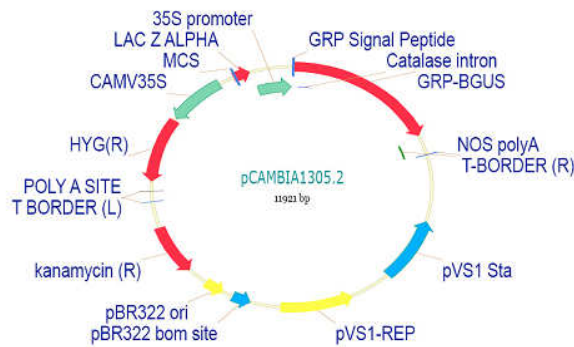 35S promoter
LAC Z ALPHA
MCS
CAMV35S
HYG(R)
POLY A SITE
T BORDER (L)
kanamycin (R)
pBR322 ori
pBR322 bom site
pVS1-REP
pVS1 Sta
T-BORDER (R)
NOS polyA
GRP-BGUS
Catalase intron
GRP Signal Peptide
pCAMBIA1305.2
11921 bp